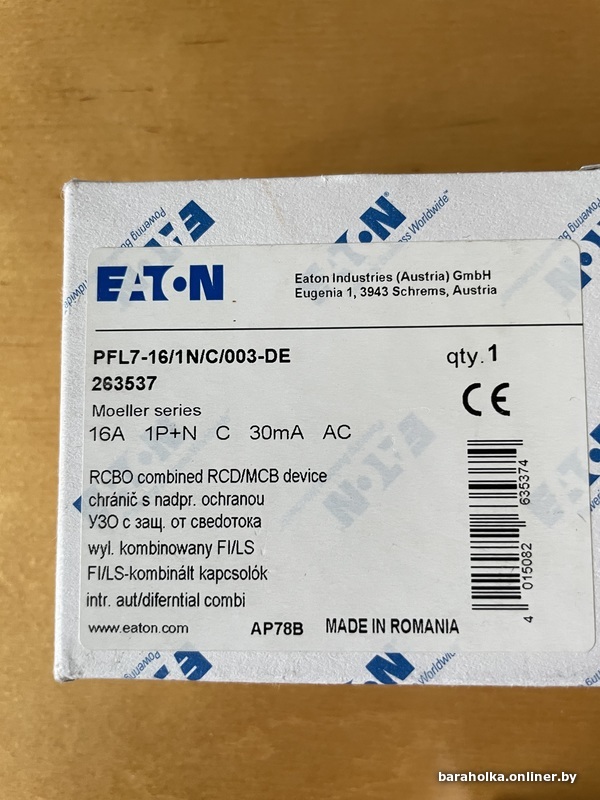 EATON
Eaton Industries (Austria) GmbH
Eugenia 1, 3943 Schrems, Austria
PFL7-16/1N/C/003-DE
qty.1
263537
CE
Moeller series
16A 1P+N C 30mA AC
RCBO combined RCD/MCB device
chránič s nadpr. ochranou
УЗО с защ. от сведотока
wył. kombinowany FI/LS
FI/LS-kombinált kapcsolók
intr. aut/difemtial combi
www.eaton.com
AP78B
MADE IN ROMANIA
4 015082 635374
baraholka.onliner.by